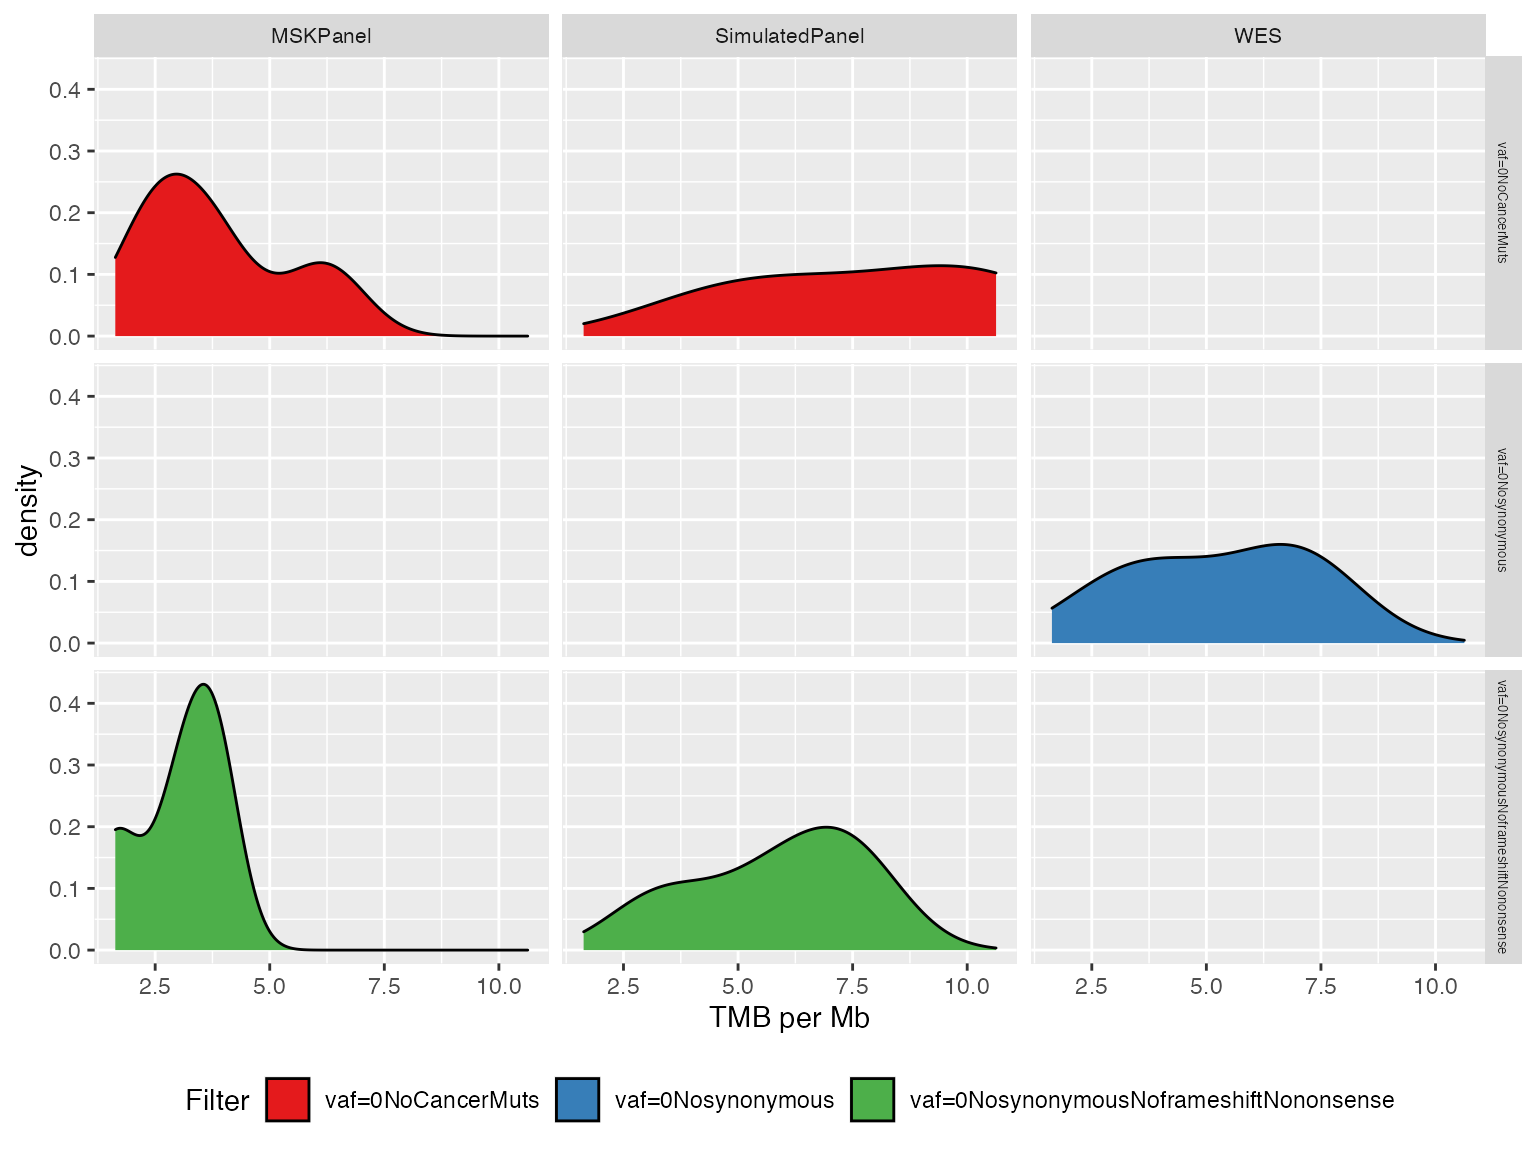 MSKPanel SimulatedPanel WES
0.4
0.3
0.2
0.1
0.0
vaf=0NoCancerMuts
0.4
0.3
0.2
0.1
0.0
vaf=0Nosynonymous
density
0.4
0.3
0.2
0.1
0.0
vaf=0NosynonymousNoframeshiftNononsense
2.5 5.0 7.5 10.0 2.5 5.0 7.5 10.0 2.5 5.0 7.5 10.0
TMB per Mb
Filter vaf=0NoCancerMuts vaf=0Nosynonymous vaf=0NosynonymousNoframeshiftNononsense